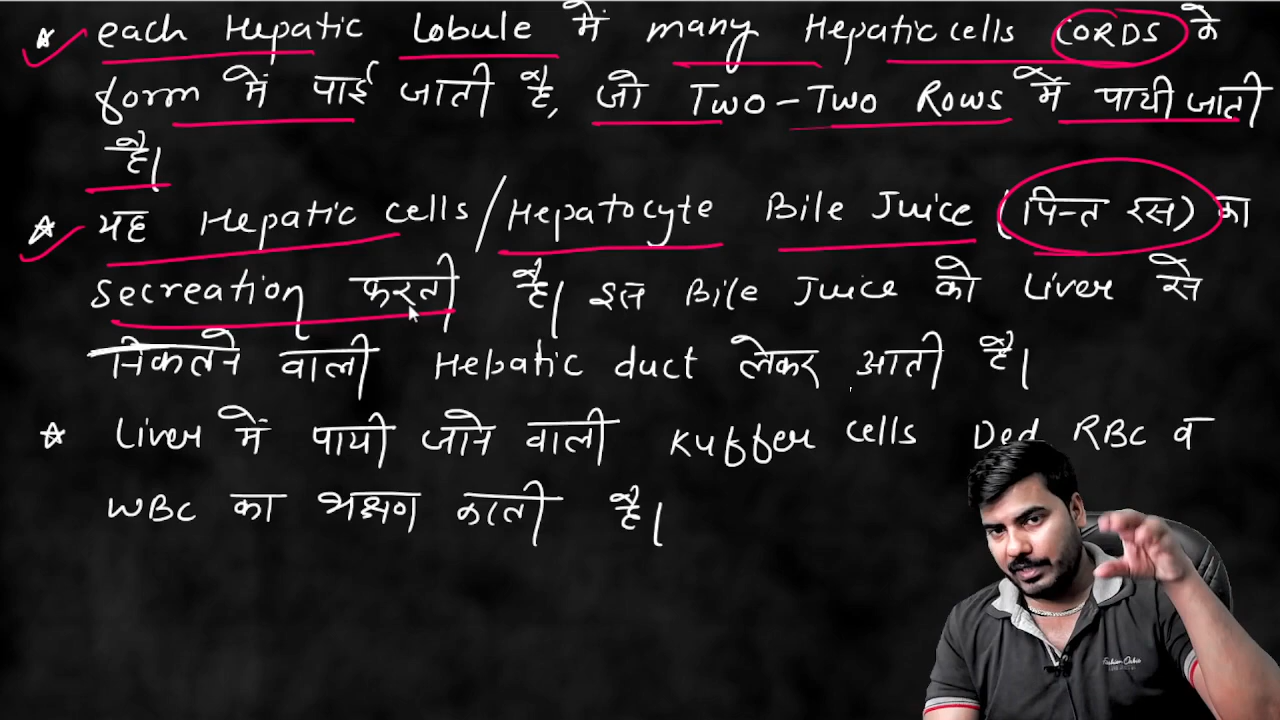 ☆ each Hepatic Lobule में many Hepatic cells CORDS के
form में पाई जाती है, जो Two-Two Rows में पायी जाती
है।
☆ यह Hepatic cells/Hepatocyte Bile Juice (पित्त रस) का
secreation करती है। इस Bile Juice को Liver से
निकलने वाली Hepatic duct लेकर आती है।
☆ Liver में पायी जाने वाली Kuffer cells Ded RBC व
WBC का भक्षण करती है।